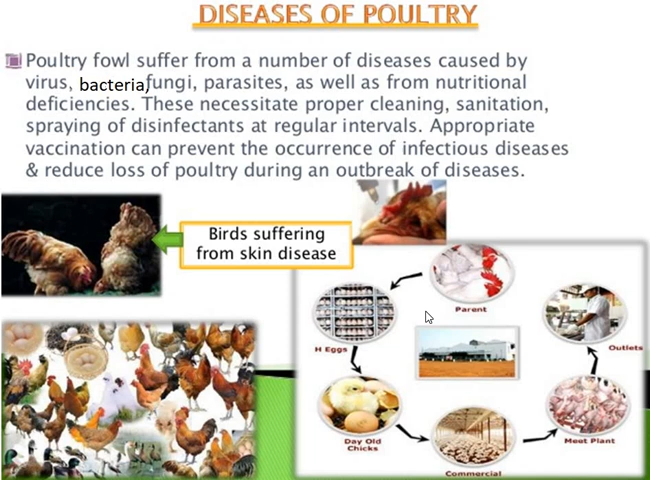 DISEASES OF POULTRY
Poultry fowl suffer from a number of diseases caused by
virus, bacteria,fungi, parasites, as well as from nutritional
deficiencies. These necessitate proper cleaning, sanitation,
spraying of disinfectants at regular intervals. Appropriate
vaccination can prevent the occurrence of infectious diseases
& reduce loss of poultry during an outbreak of diseases.
Birds suffering
from skin disease
Parent
H Eggs
Outlets
Day Old
Chicks
Meet Plant
Commercial